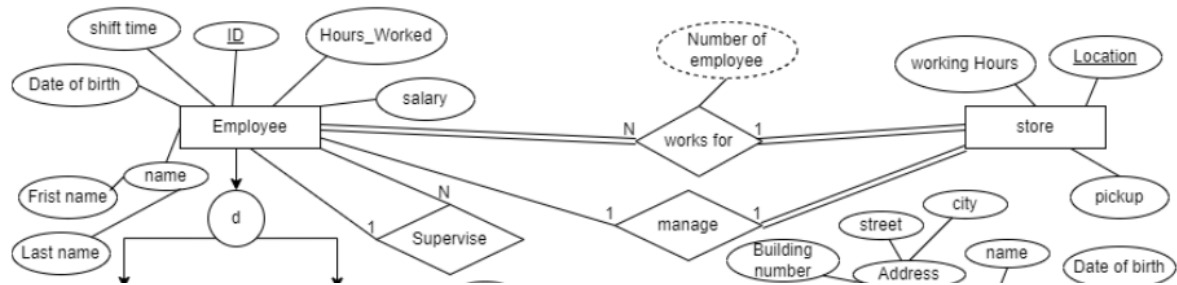 shift time
ID
Hours_Worked
Number of
employee
working Hours
Location
Date of birth
salary
Employee
N
works for
1
store
name
Frist name
N
d
1
manage
1
pickup
city
1
Supervise
street
Last name
Building
number
name
Address
Date of birth